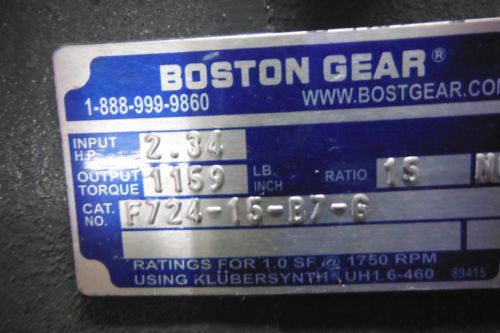 BOSTON GEAR®
1-888-999-9860 WWW.BOSTGEAR.COM
INPUT H.P. 2.34
OUTPUT TORQUE 1159 LB. INCH RATIO 15
CAT. NO. F724-15-B7-G
RATINGS FOR 1.0 SF @ 1750 RPM
USING KLÜBERSYNTH UH1.6-460 89415